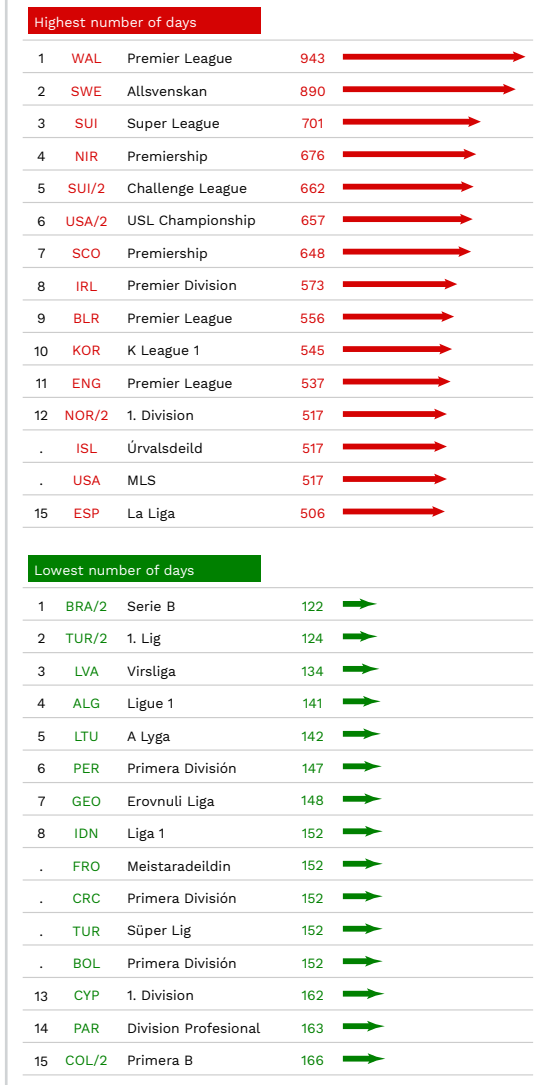 Highest number of days
1 WAL Premier League 943
2 SWE Allsvenskan 890
3 SUI Super League 701
4 NIR Premiership 676
5 SUI/2 Challenge League 662
6 USA/2 USL Championship 657
7 SCO Premiership 648
8 IRL Premier Division 573
9 BLR Premier League 556
10 KOR K League 1 545
11 ENG Premier League 537
12 NOR/2 1. Division 517
. ISL Úrvalsdeild 517
. USA MLS 517
15 ESP La Liga 506
Lowest number of days
1 BRA/2 Serie B 122
2 TUR/2 1. Lig 124
3 LVA Virsliga 134
4 ALG Ligue 1 141
5 LTU A Lyga 142
6 PER Primera División 147
7 GEO Erovnuli Liga 148
8 IDN Liga 1 152
. FRO Meistaradeildin 152
. CRC Primera División 152
. TUR Süper Lig 152
. BOL Primera División 152
13 CYP 1. Division 162
14 PAR Division Profesional 163
15 COL/2 Primera B 166